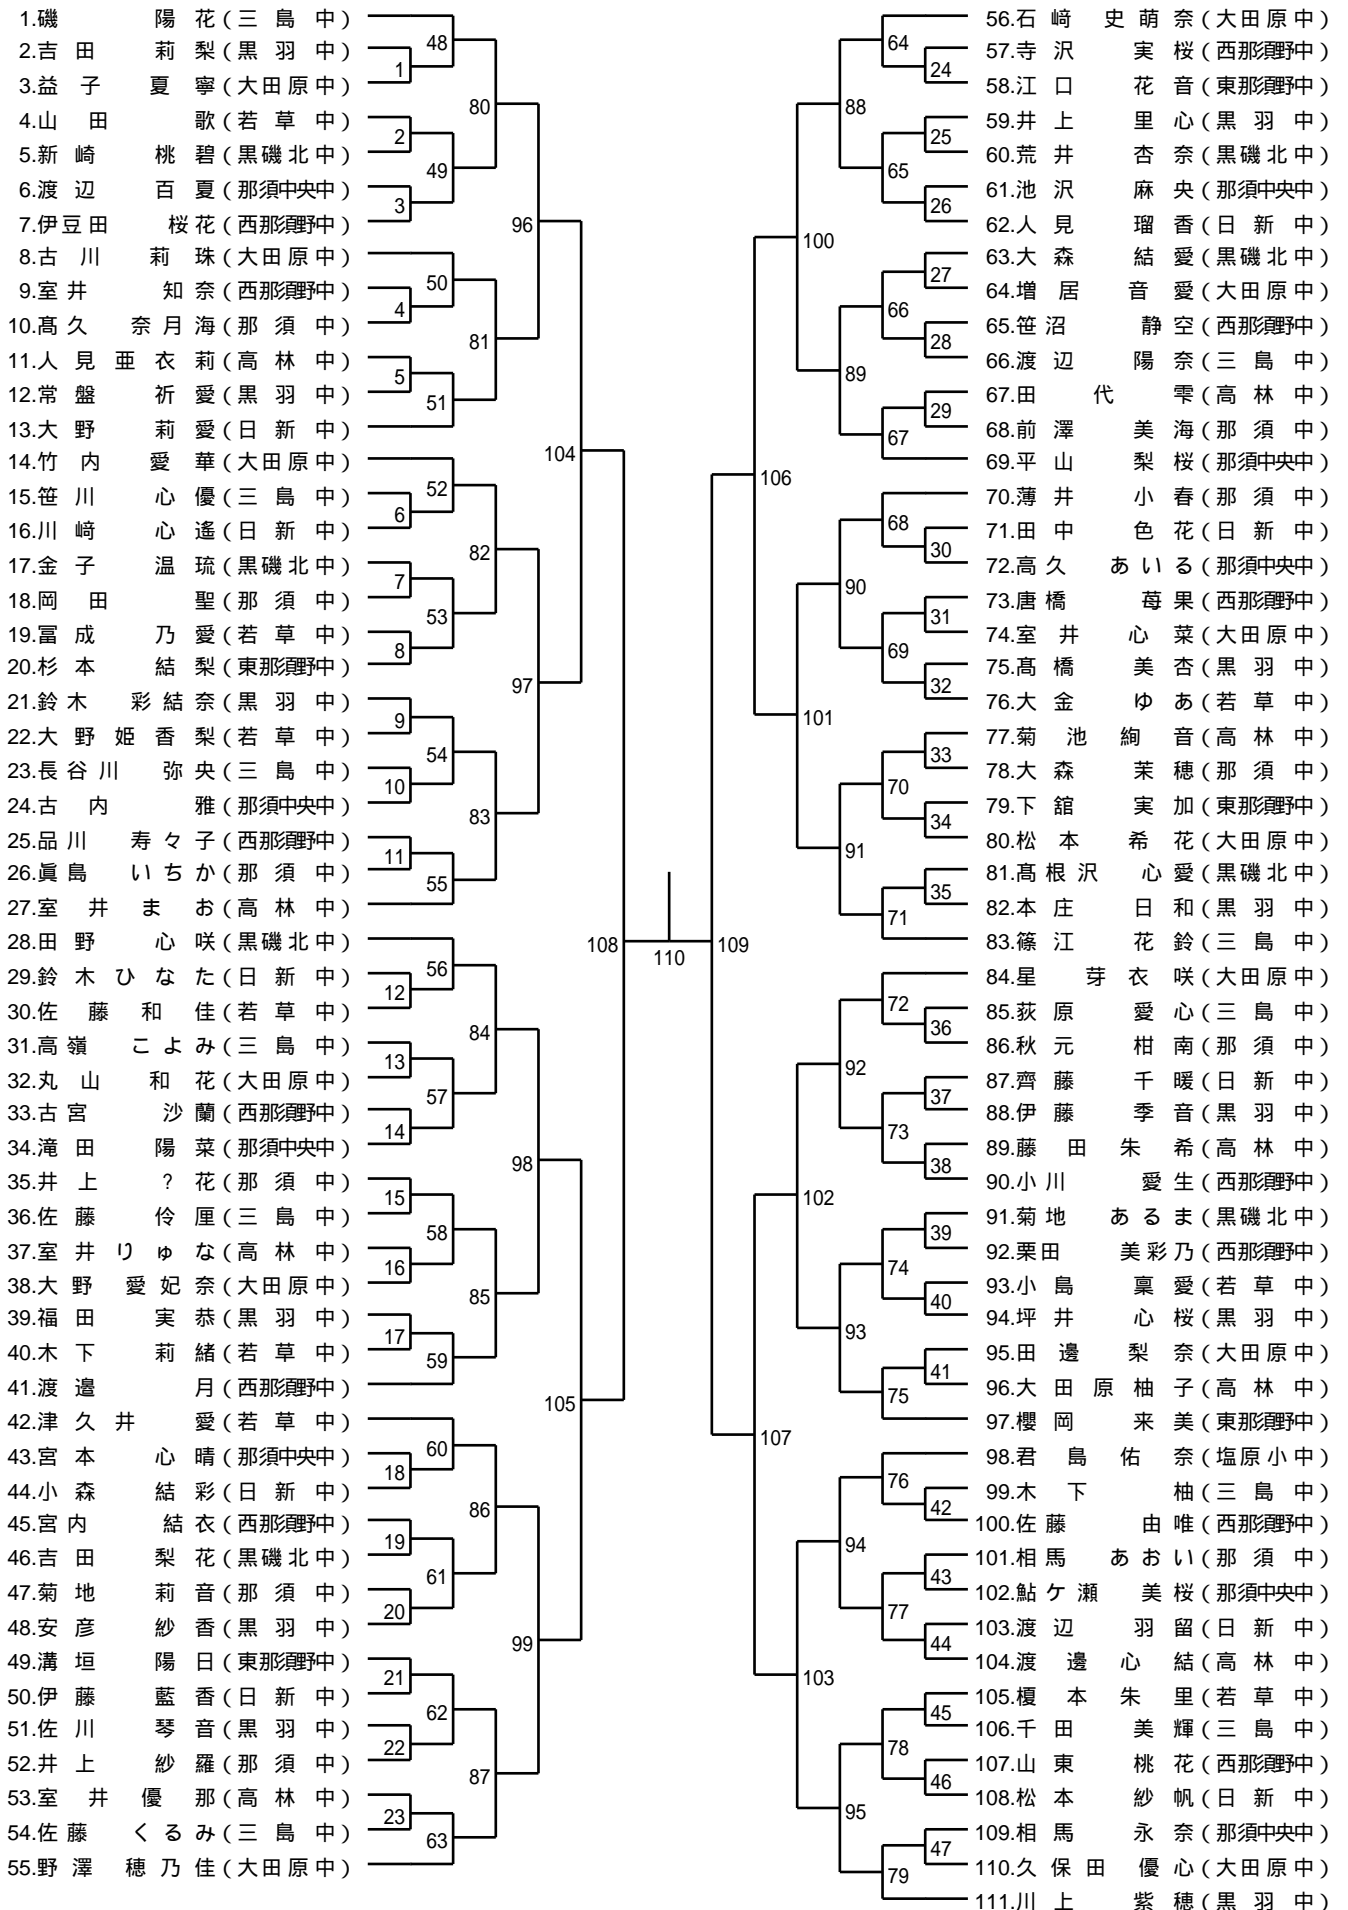 1.磯 陽 花(三 島 中)
2.吉 田 莉 梨(黒 羽 中)
3.益 子 夏 寧(大田原中)
4.山 田 歌(若 草 中)
5.新 崎 桃 碧(黒磯北中)
6.渡 辺 百 夏(那須中央中)
7.伊豆田 桜 花(西那須野中)
8.古 川 莉 珠(大田原中)
9.室 井 知 奈(西那須野中)
10.髙 久 奈 月 海(那 須 中)
11.人 見 亜 衣 莉(高 林 中)
12.常 盤 祈 愛(黒 羽 中)
13.大 野 莉 愛(日 新 中)
14.竹 内 愛 華(大田原中)
15.笹 川 心 優(三 島 中)
16.川 﨑 心 遙(日 新 中)
17.金 子 温 琉(黒磯北中)
18.岡 田 聖(那 須 中)
19.冨 成 乃 愛(若 草 中)
20.杉 本 結 梨(東那須野中)
21.鈴 木 彩 結 奈(黒 羽 中)
22.大 野 姫 香 梨(若 草 中)
23.長 谷 川 弥 央(三 島 中)
24.古 内 雅(那須中央中)
25.品 川 寿 々 子(西那須野中)
26.眞 島 い ち か(那 須 中)
27.室 井 ま お(高 林 中)
28.田 野 心 咲(黒磯北中)
29.鈴 木 ひ な た(日 新 中)
30.佐 藤 和 佳(若 草 中)
31.高 嶺 こ よ み(三 島 中)
32.丸 山 和 花(大田原中)
33.古 宮 沙 蘭(西那須野中)
34.滝 田 陽 菜(那須中央中)
35.井 上 ? 花(那 須 中)
36.佐 藤 伶 厘(三 島 中)
37.室 井 り ゅ な(高 林 中)
38.大 野 愛 妃 奈(大田原中)
39.福 田 実 恭(黒 羽 中)
40.木 下 莉 緒(若 草 中)
41.渡 邉 月(西那須野中)
42.津 久 井 愛(若 草 中)
43.宮 本 心 晴(那須中央中)
44.小 森 結 彩(日 新 中)
45.宮 内 結 衣(西那須野中)
46.吉 田 梨 花(黒磯北中)
47.菊 地 莉 音(那 須 中)
48.安 彦 紗 香(黒 羽 中)
49.溝 垣 陽 日(東那須野中)
50.伊 藤 藍 香(日 新 中)
51.佐 川 琴 音(黒 羽 中)
52.井 上 紗 羅(那 須 中)
53.室 井 優 那(高 林 中)
54.佐 藤 く る み(三 島 中)
55.野 澤 穂 乃 佳(大田原中)
48
1
80
2
49
3
96
50
4
81
5
51
104
52
6
82
7
53
8
97
9
54
10
83
11
55
108
56
12
84
13
57
14
98
15
58
16
85
17
59
105
60
18
86
19
61
20
99
21
62
22
87
23
63
110
109
64
24
88
25
65
26
100
27
66
28
89
29
67
106
68
30
90
31
69
32
101
33
70
34
91
35
71
72
36
92
37
73
38
102
39
74
40
93
41
75
107
76
42
94
43
77
44
103
45
78
46
95
47
79
56.石 﨑 史 萌 奈(大田原中)
57.寺 沢 実 桜(西那須野中)
58.江 口 花 音(東那須野中)
59.井 上 里 心(黒 羽 中)
60.荒 井 杏 奈(黒磯北中)
61.池 沢 麻 央(那須中央中)
62.人 見 瑠 香(日 新 中)
63.大 森 結 愛(黒磯北中)
64.増 居 音 愛(大田原中)
65.笹 沼 静 空(西那須野中)
66.渡 辺 陽 奈(三 島 中)
67.田 代 雫(高 林 中)
68.前 澤 美 海(那 須 中)
69.平 山 梨 桜(那須中央中)
70.薄 井 小 春(那 須 中)
71.田 中 色 花(日 新 中)
72.高 久 あ い る(那須中央中)
73.唐 橋 苺 果(西那須野中)
74.室 井 心 菜(大田原中)
75.髙 橋 美 杏(黒 羽 中)
76.大 金 ゆ あ(若 草 中)
77.菊 池 絢 音(高 林 中)
78.大 森 茉 穂(那 須 中)
79.下 舘 実 加(東那須野中)
80.松 本 希 花(大田原中)
81.髙 根 沢 心 愛(黒磯北中)
82.本 庄 日 和(黒 羽 中)
83.篠 江 花 鈴(三 島 中)
84.星 芽 衣 咲(大田原中)
85.荻 原 愛 心(三 島 中)
86.秋 元 柑 南(那 須 中)
87.齊 藤 千 暖(日 新 中)
88.伊 藤 季 音(黒 羽 中)
89.藤 田 朱 希(高 林 中)
90.小 川 愛 生(西那須野中)
91.菊 地 あ る ま(黒磯北中)
92.栗 田 美 彩 乃(西那須野中)
93.小 島 稟 愛(若 草 中)
94.坪 井 心 桜(黒 羽 中)
95.田 邊 梨 奈(大田原中)
96.大 田 原 柚 子(高 林 中)
97.櫻 岡 来 美(東那須野中)
98.君 島 佑 奈(塩原小中)
99.木 下 柚(三 島 中)
100.佐 藤 由 唯(西那須野中)
101.相 馬 あ お い(那 須 中)
102.鮎 ケ 瀬 美 桜(那須中央中)
103.渡 辺 羽 留(日 新 中)
104.渡 邊 心 結(高 林 中)
105.榎 本 朱 里(若 草 中)
106.千 田 美 輝(三 島 中)
107.山 東 桃 花(西那須野中)
108.松 本 紗 帆(日 新 中)
109.相 馬 永 奈(那須中央中)
110.久 保 田 優 心(大田原中)
111.川 上 紫 穂(黒 羽 中)